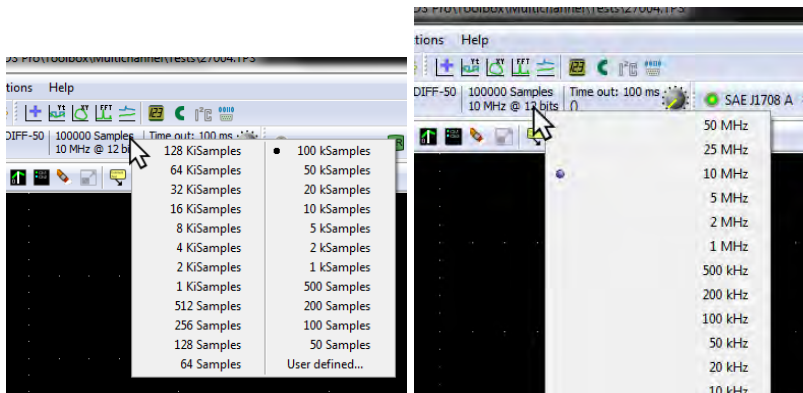 tions Help
DIFF-50 100000 Samples Time out: 100 ms
10 MHz @ 12 bi
128 KiSamples 100 kSamples
64 KiSamples 50 kSamples
32 KiSamples 20 kSamples
16 KiSamples 10 kSamples
8 KiSamples 5 kSamples
4 KiSamples 2 kSamples
2 KiSamples 1 kSamples
1 KiSamples 500 Samples
512 Samples 200 Samples
256 Samples 100 Samples
128 Samples 50 Samples
64 Samples User defined...
tions Help
DIFF-50 100000 Samples Time out: 100 ms SAE J1708 A
10 MHz @ 12 bits
50 MHz
25 MHz
10 MHz
5 MHz
2 MHz
1 MHz
500 kHz
200 kHz
100 kHz
50 kHz
20 kHz
10 kHz